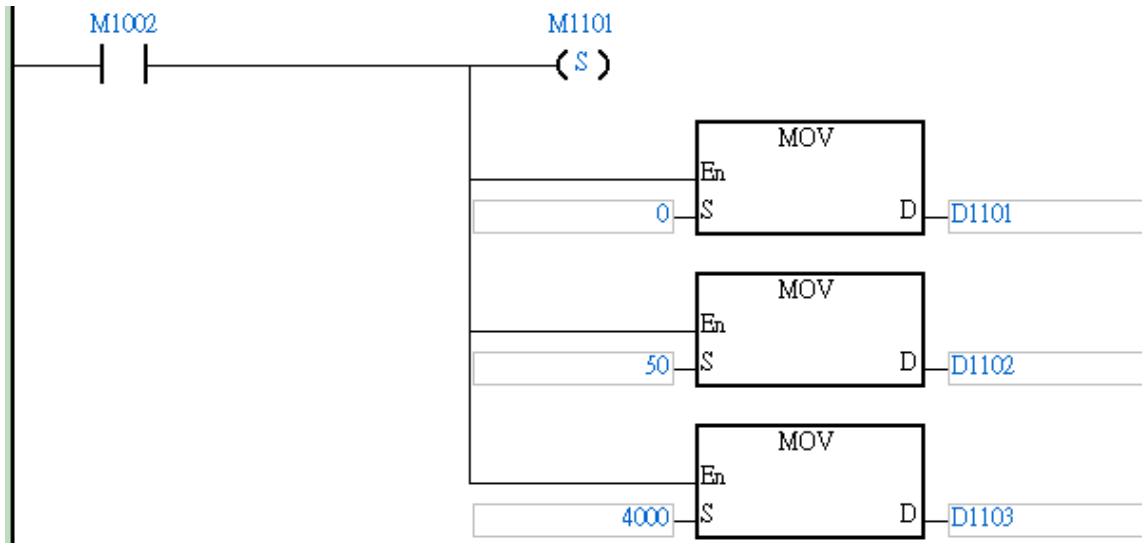 M1002 M1101
S
MOV
En
0 S D D1101
MOV
En
50 S D D1102
MOV
En
4000 S D D1103